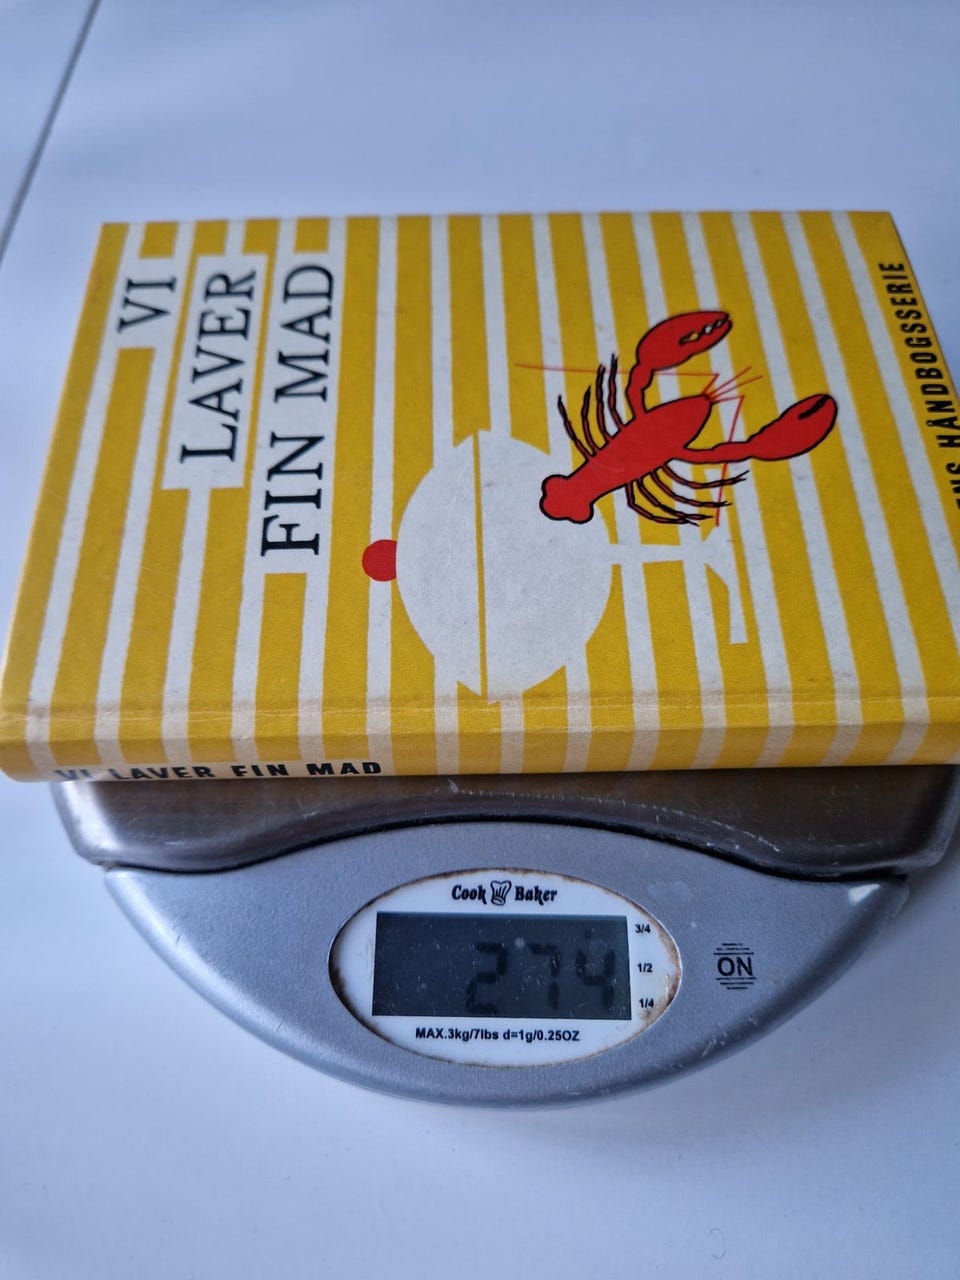 VI
LAVER
FIN MAD
HÅNDBOGSSERIE
VI LAVER FIN MAD
Cook Baker
274
3/4
1/2
1/4
ON
MAX.3kg/7lbs d=1g/0.25OZ